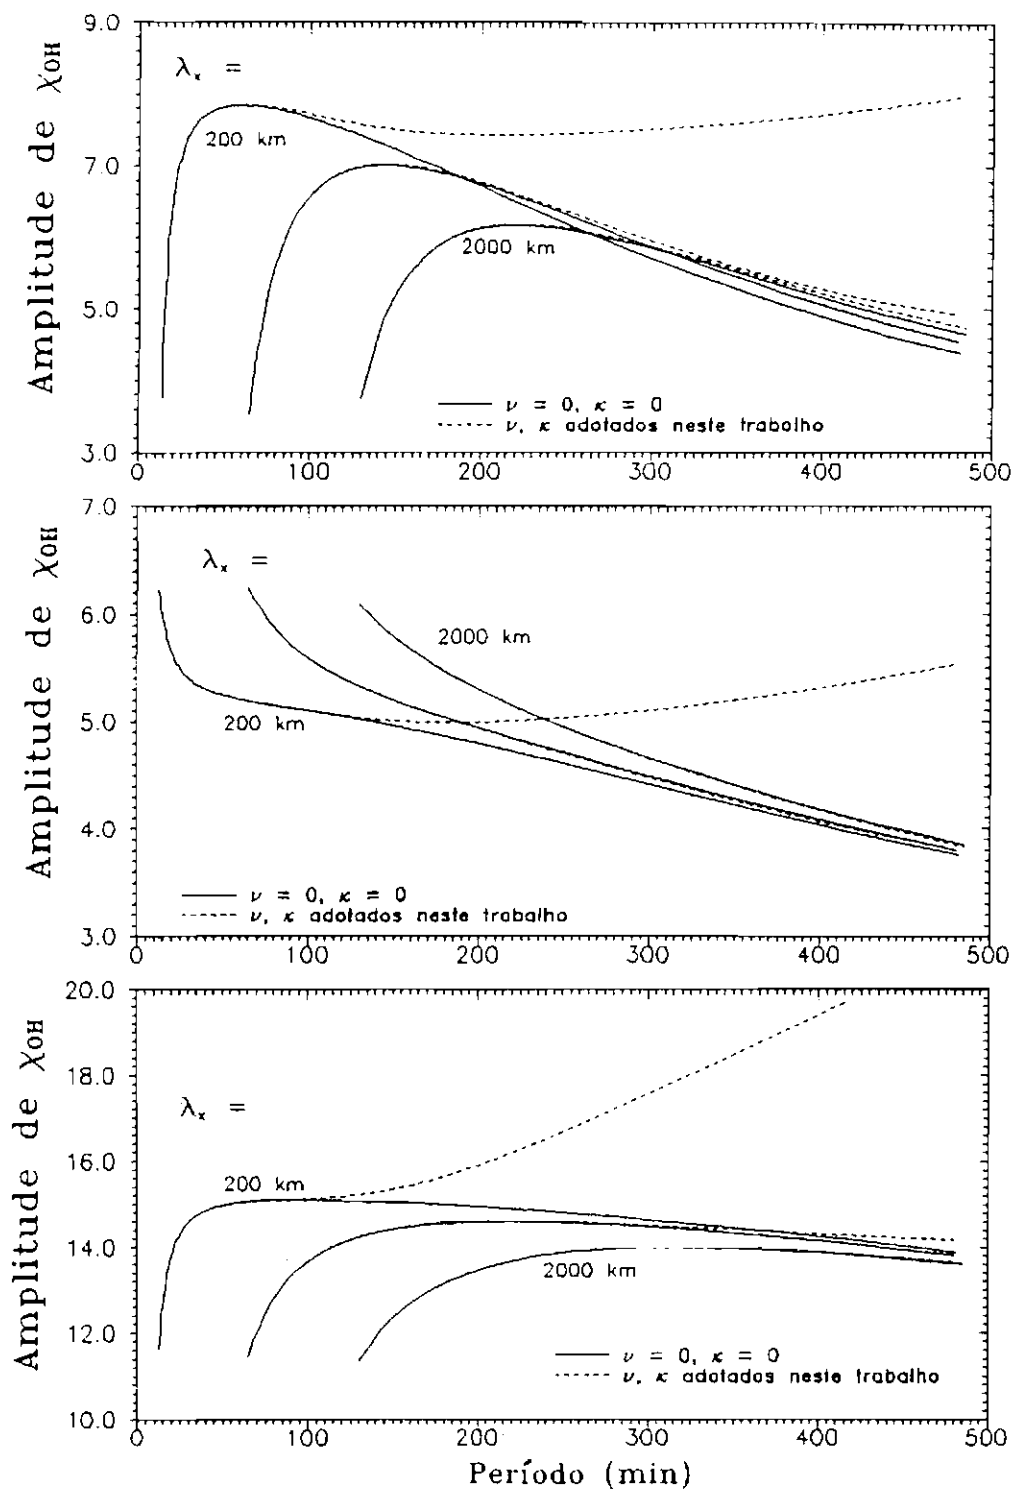 Amplitude de χOH
9.0
7.0
5.0
3.0
λx =
200 km
2000 km
ν = 0, κ = 0
ν, κ adotados neste trabalho
0 100 200 300 400 500
Amplitude de χOH
7.0
6.0
5.0
4.0
3.0
λx =
2000 km
200 km
ν = 0, κ = 0
ν, κ adotados neste trabalho
0 100 200 300 400 500
Amplitude de χOH
20.0
18.0
16.0
14.0
12.0
10.0
λx =
200 km
2000 km
ν = 0, κ = 0
ν, κ adotados neste trabalho
0 100 200 300 400 500
Período (min)